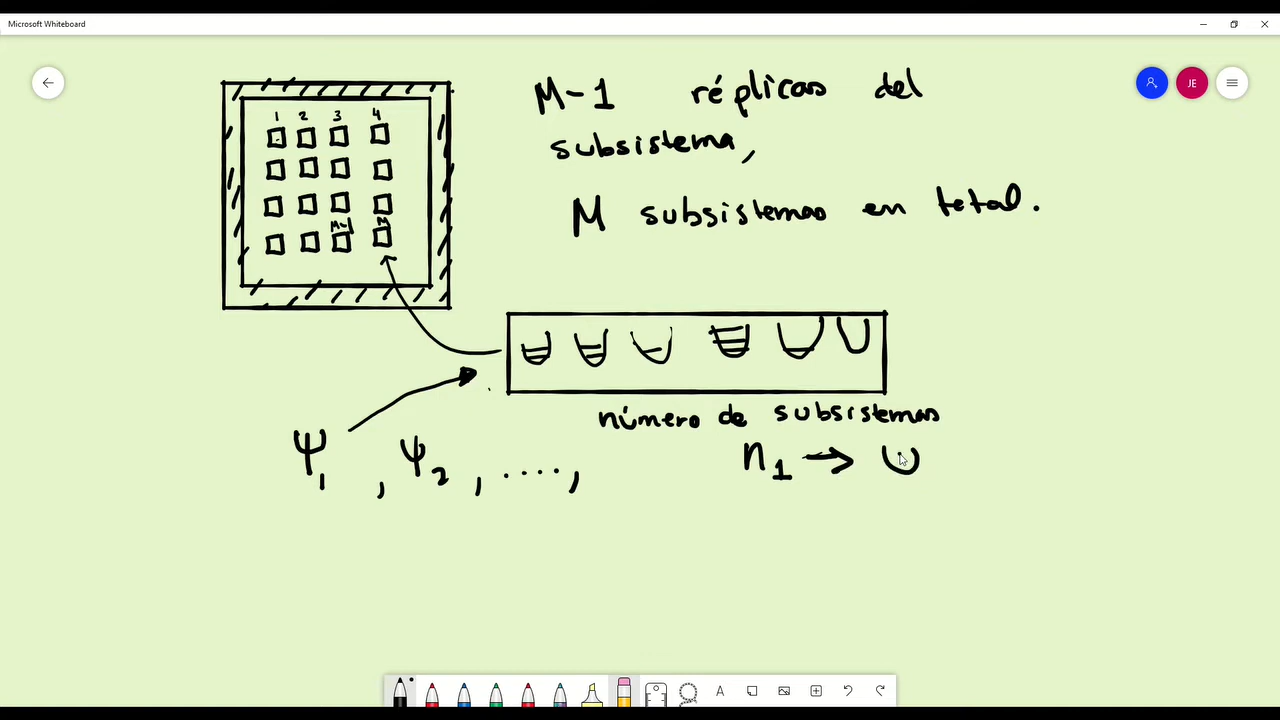 Microsoft Whiteboard
JE
M-1 réplicas del
subsistema,
M subsistemas en total.
1 2 3 4
M-1 M
número de subsistemas
ψ1, ψ2, ....,
n1 →
A